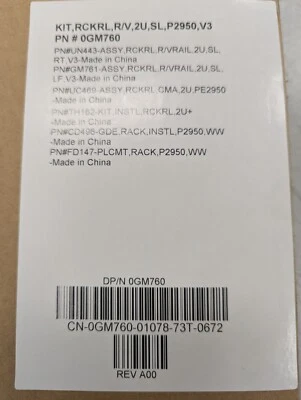 KIT,RCKRL,R/V,2U,SL,P2950,V3
PN # 0GM760
PN#UN443-ASSY,RCKRL,R/VRAIL,2U,SL,
RT,V3-Made in China
PN#GM761-ASSY,RCKRL,R/VRAIL,2U,SL,
LF,V3-Made in China
PN#UC469-ASSY,RCKRL,CMA,2U,PE2950
-Made in China
PN#TH162-KIT,INSTL,RCKRL,2U+
-Made in China
PN#CD496-GDE,RACK,INSTL,P2950,WW
-Made in China
PN#FD147-PLCMT,RACK,P2950,WW
-Made in China
DP/N 0GM760
CN-0GM760-01078-73T-0672
REV A00